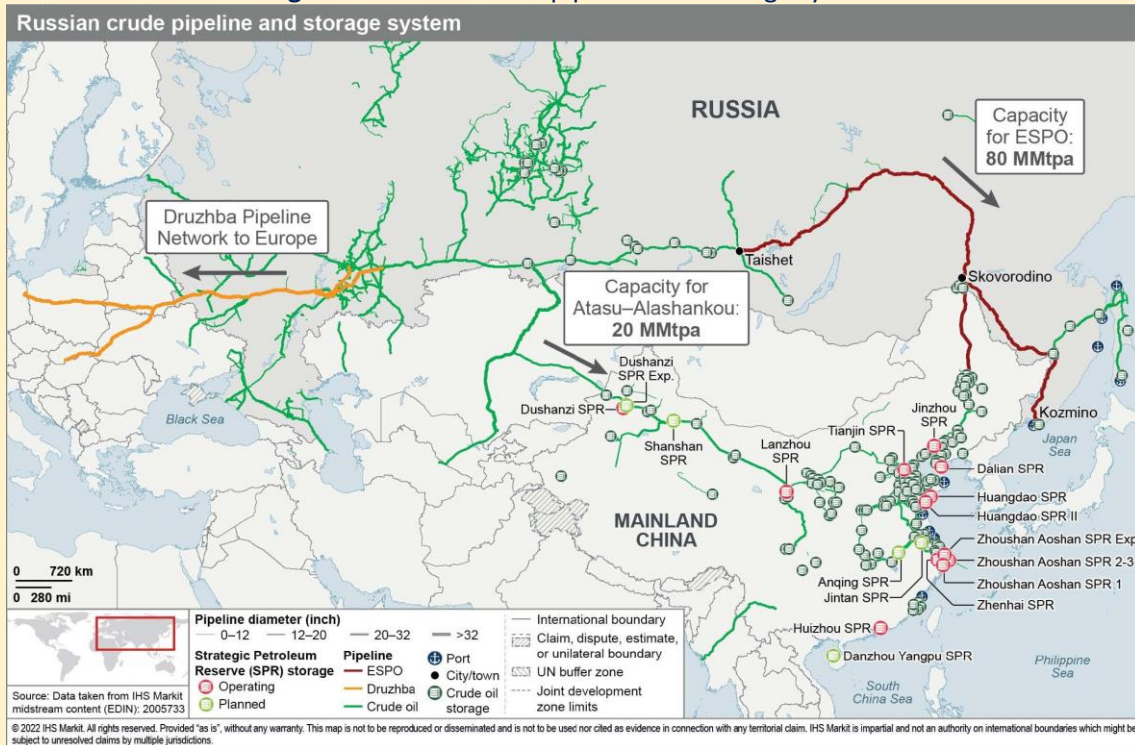 Russian crude pipeline and storage system
RUSSIA
Capacity
for ESPO:
80 MMtpa
Druzhba Pipeline
Network to Europe
Taishet
Skovorodino
Capacity for
Atasu–Alashankou:
20 MMtpa
Dushanzi
SPR Exp.
Dushanzi SPR
Black Sea
Shanshan
SPR
Lanzhou
SPR
Tianjin SPR
Jinzhou
SPR
Kozmino
Japan
Sea
Dalian SPR
Huangdao SPR
Huangdao SPR II
MAINLAND
CHINA
Zhoushan Aoshan SPR Exp
Zhoushan Aoshan SPR 2-3
Zhoushan Aoshan SPR 1
Anqing SPR
Jintan SPR
Zhenhai SPR
Huizhou SPR
Danzhou Yangpu SPR
South
China Sea
Philippine
Sea
0 720 km
0 280 mi
Pipeline diameter (inch)
0–12 12–20 20–32 >32
Strategic Petroleum
Reserve (SPR) storage
Operating
Planned
Pipeline
ESPO
Druzhba
Crude oil
Port
City/town
Crude oil
storage
International boundary
Claim, dispute, estimate,
or unilateral boundary
UN buffer zone
Joint development
zone limits
Source: Data taken from IHS Markit
midstream content (EDIN): 2005733
© 2022 IHS Markit. All rights reserved. Provided "as is", without any warranty. This map is not to be reproduced or disseminated and is not to be used nor cited as evidence in connection with any territorial claim. IHS Markit is impartial and not an authority on international boundaries which might be
subject to unresolved claims by multiple jurisdictions.